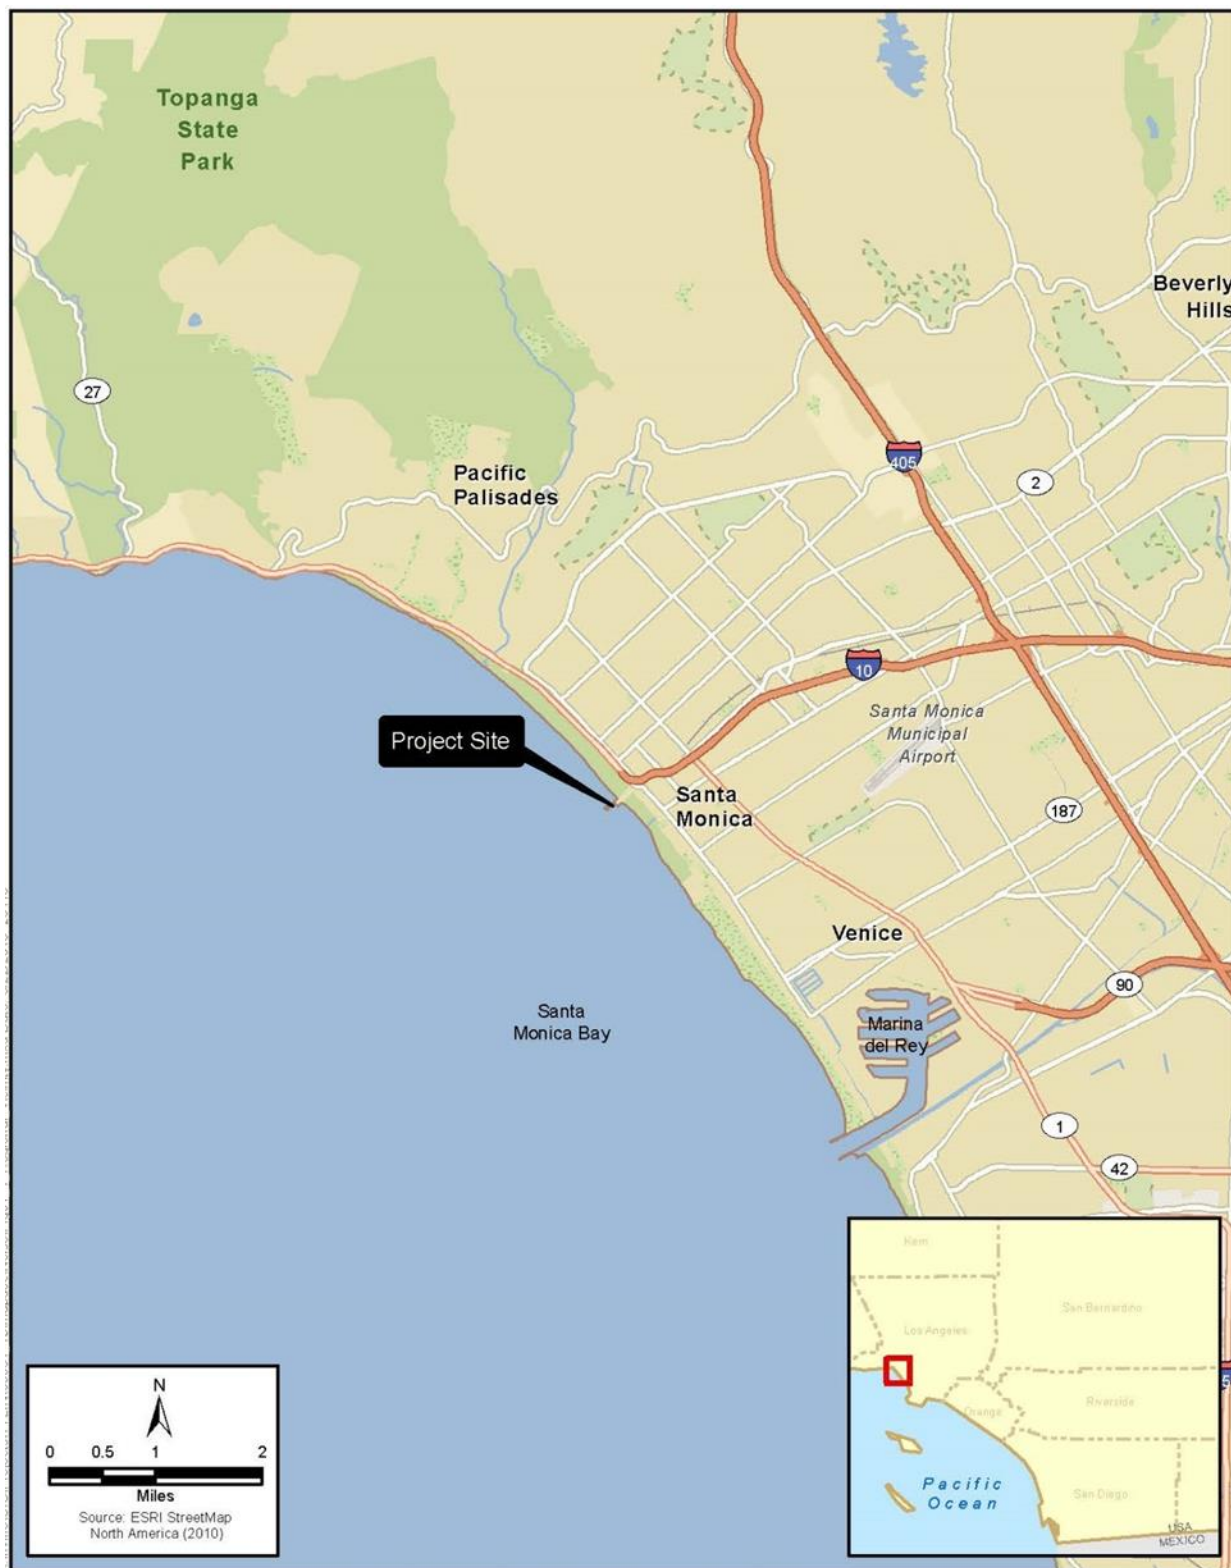 Topanga
State
Park
Beverly
Hills
27
405
2
Pacific
Palisades
10
Santa Monica
Municipal
Airport
Project Site
Santa
Monica
187
Venice
90
Santa
Monica Bay
Marina
del Rey
1
42
Kern
San Bernardino
Los Angeles
5
Orange
Riverside
San Diego
Pacific
Ocean
USA
MEXICO
N
0 0.5 1 2
Miles
Source: ESRI StreetMap
North America (2010)